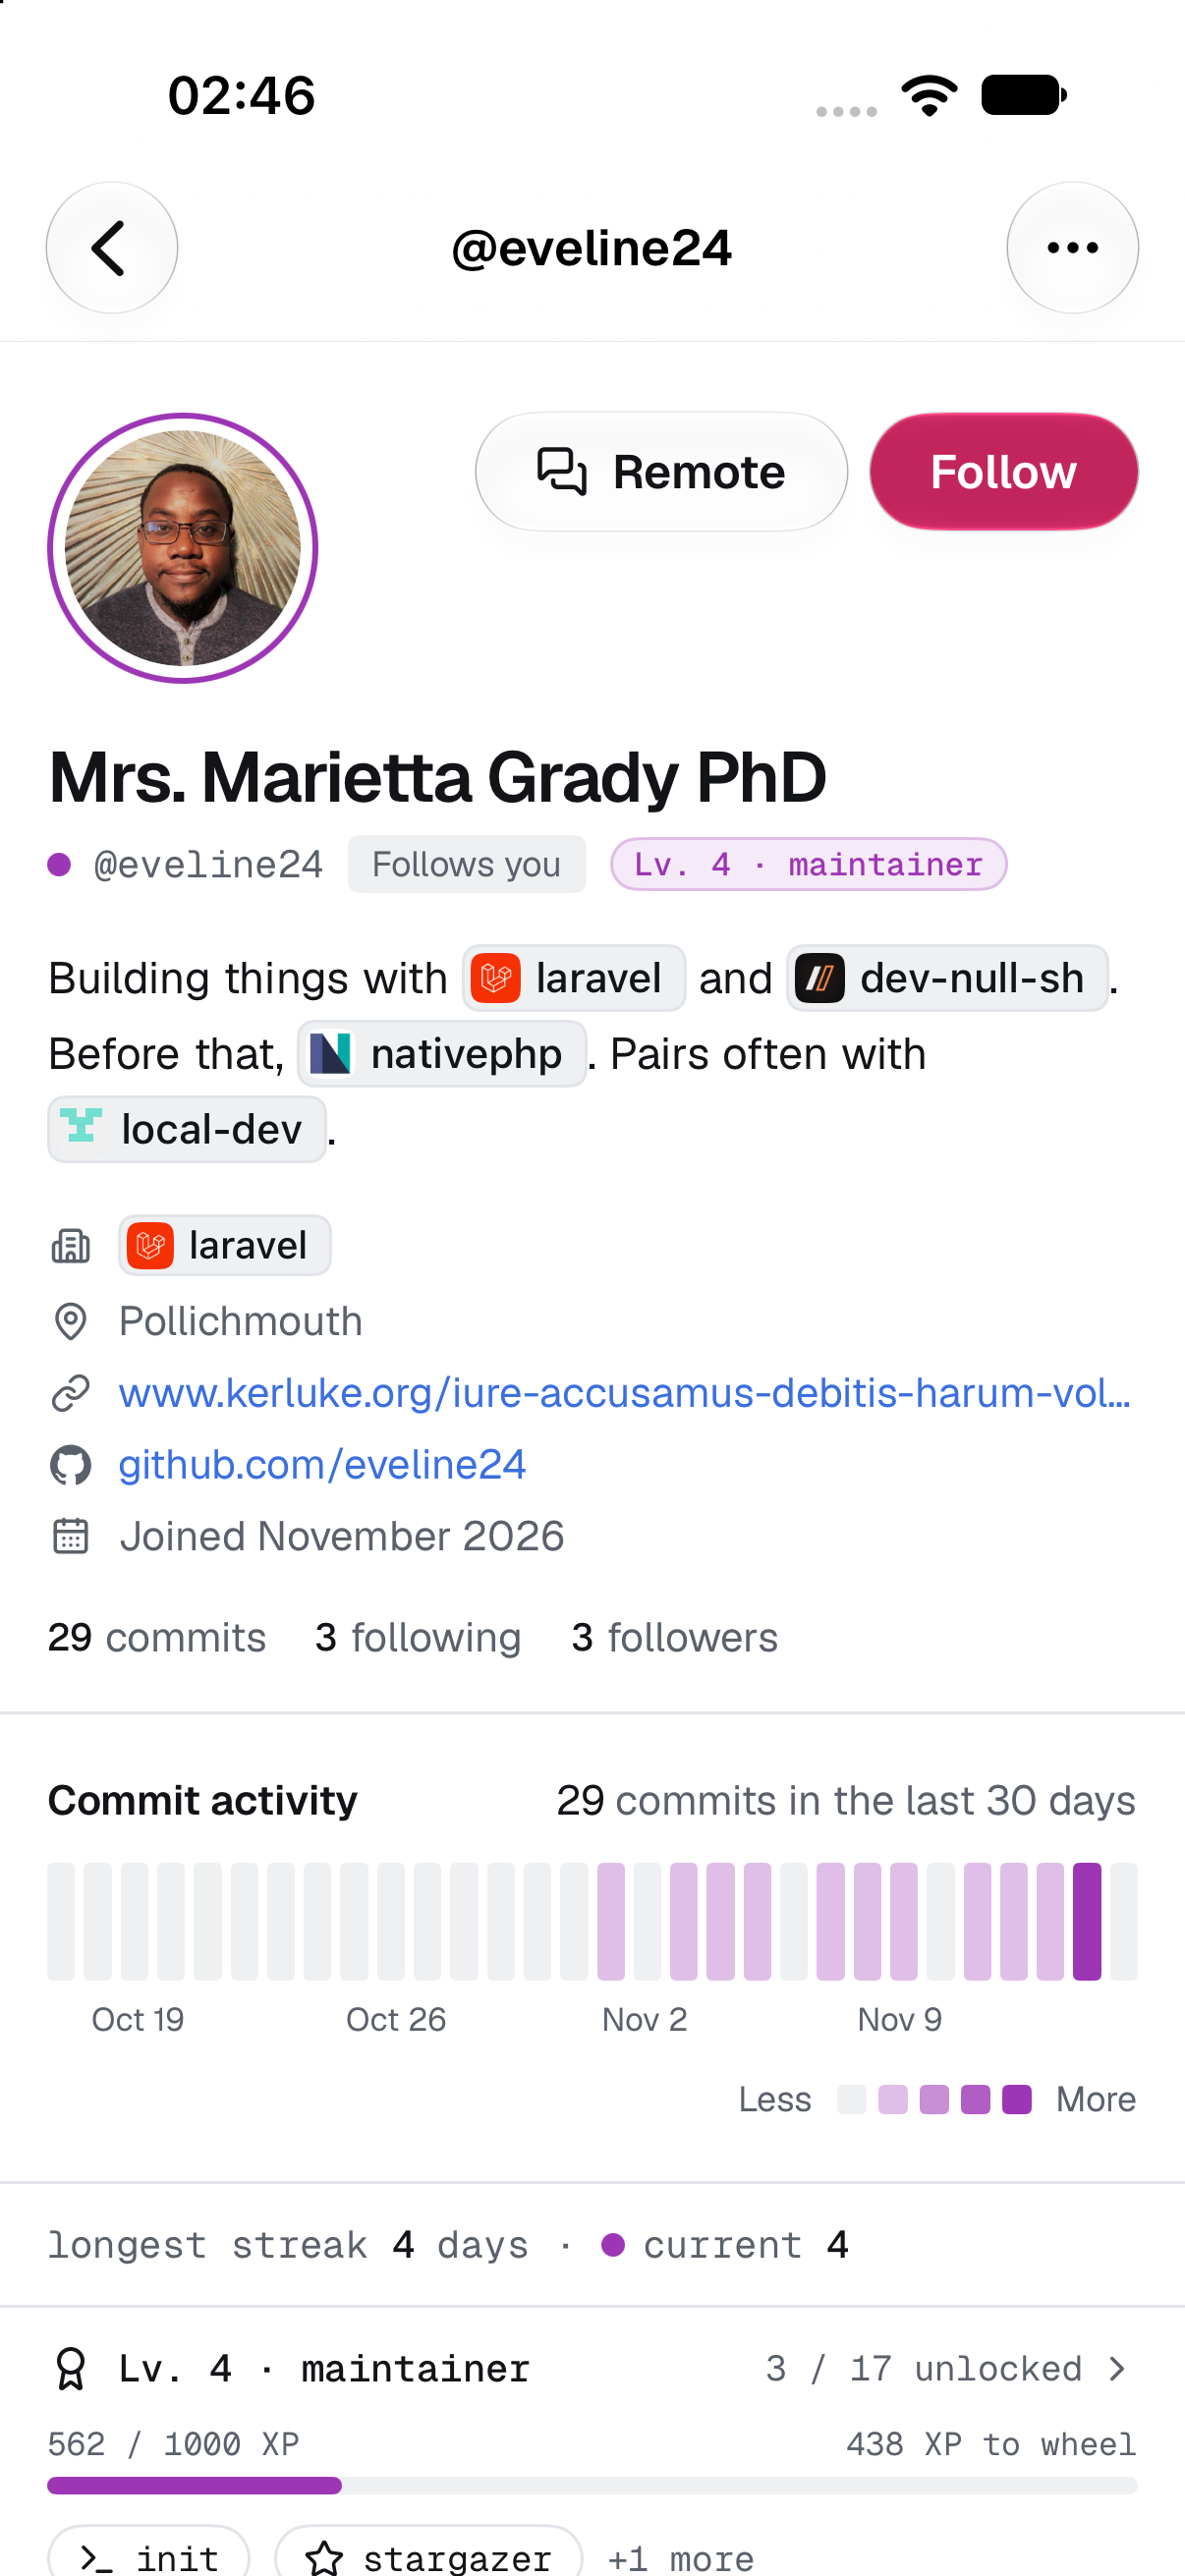 02:46
@eveline24
Remote
Follow
Mrs. Marietta Grady PhD
@eveline24 Follows you Lv. 4 · maintainer
Building things with laravel and dev-null-sh.
Before that, nativephp. Pairs often with
local-dev.
laravel
Pollichmouth
www.kerluke.org/iure-accusamus-debitis-harum-vol...
github.com/eveline24
Joined November 2026
29 commits 3 following 3 followers
Commit activity 29 commits in the last 30 days
Oct 19 Oct 26 Nov 2 Nov 9
Less More
longest streak 4 days · current 4
Lv. 4 · maintainer 3 / 17 unlocked
562 / 1000 XP 438 XP to wheel
init stargazer +1 more